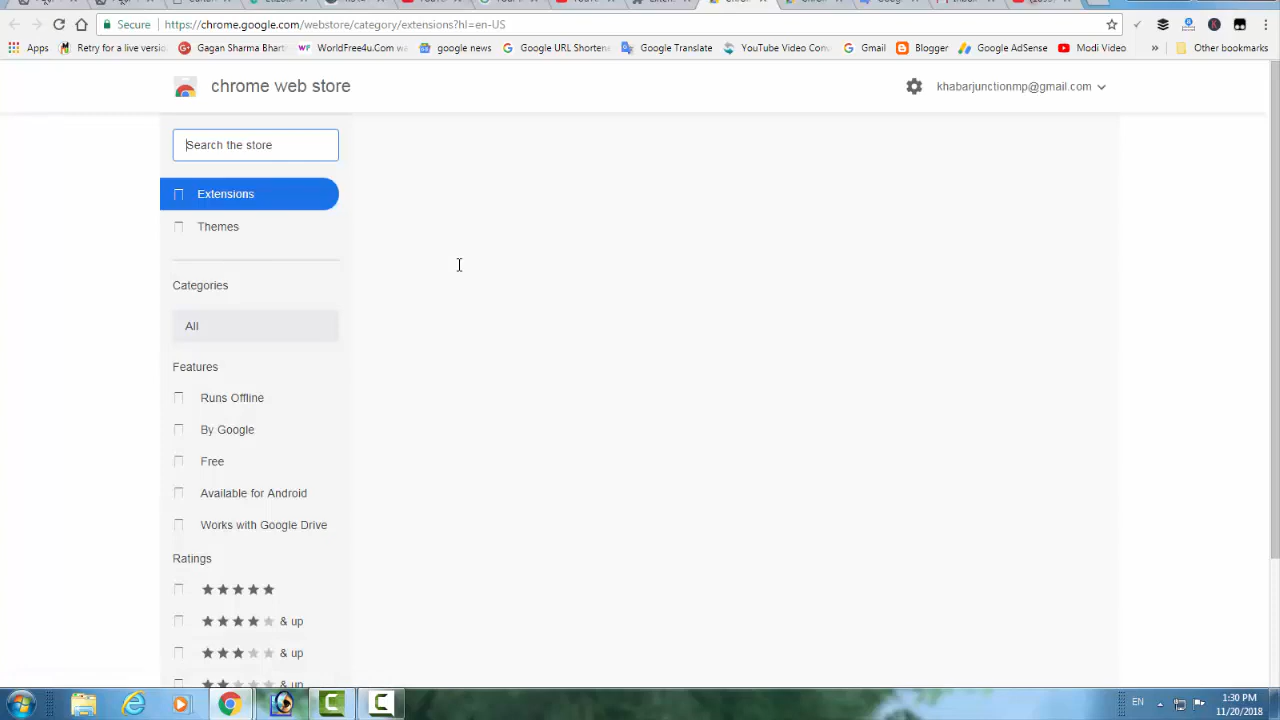 Secure https://chrome.google.com/webstore/category/extensions?hl=en-US
Apps Retry for a live versio Gagan Sharma Bhart WorldFree4u.Com w google news Google URL Shortene Google Translate YouTube Video Com Gmail Blogger Google AdSense Modi Video » Other bookmarks
chrome web store khabarjunctionmp@gmail.com
Search the store
Extensions
Themes
Categories
All
Features
Runs Offline
By Google
Free
Available for Android
Works with Google Drive
Ratings
& up
& up
& up
EN 1:30 PM
11/20/2018